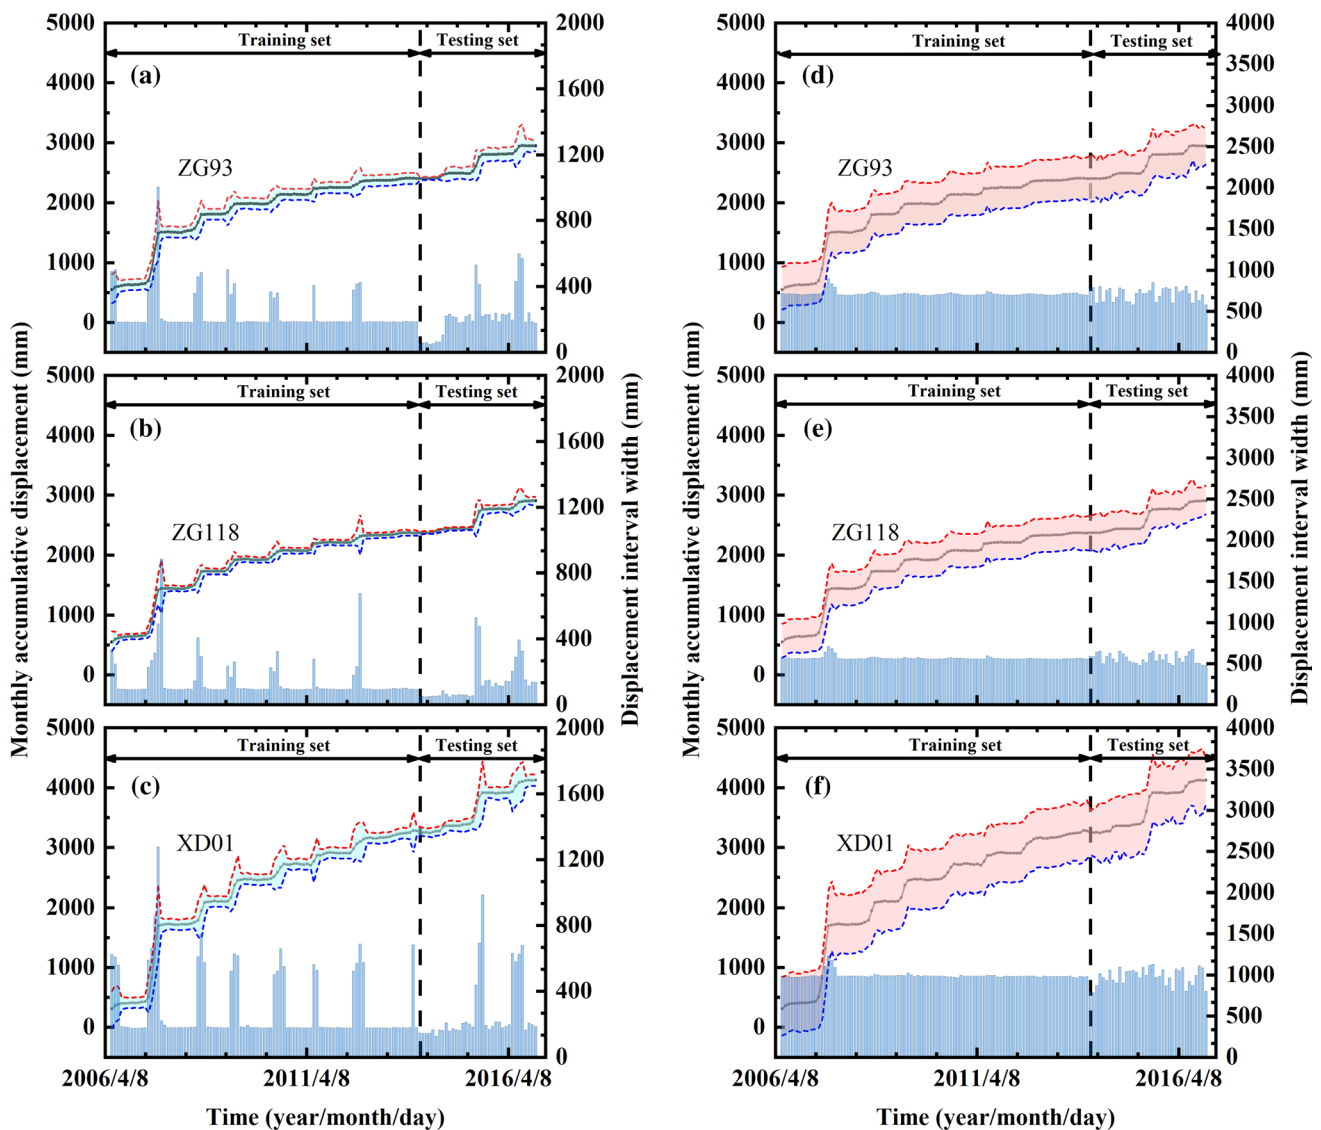 Monthly accumulative displacement (mm)
5000
4000
3000
2000
1000
0
Training set
Testing set
(a)
ZG93
2000
1600
1200
800
400
0
5000
4000
3000
2000
1000
0
Training set
Testing set
(b)
ZG118
2000
1600
1200
800
400
0
5000
4000
3000
2000
1000
0
Training set
Testing set
(c)
XD01
2000
1600
1200
800
400
0
Displacement interval width (mm)
2006/4/8
2011/4/8
2016/4/8
Time (year/month/day)
Monthly accumulative displacement (mm)
5000
4000
3000
2000
1000
0
Training set
Testing set
(d)
ZG93
4000
3500
3000
2500
2000
1500
1000
500
0
5000
4000
3000
2000
1000
0
Training set
Testing set
(e)
ZG118
4000
3500
3000
2500
2000
1500
1000
500
0
5000
4000
3000
2000
1000
0
Training set
Testing set
(f)
XD01
4000
3500
3000
2500
2000
1500
1000
500
0
Displacement interval width (mm)
2006/4/8
2011/4/8
2016/4/8
Time (year/month/day)